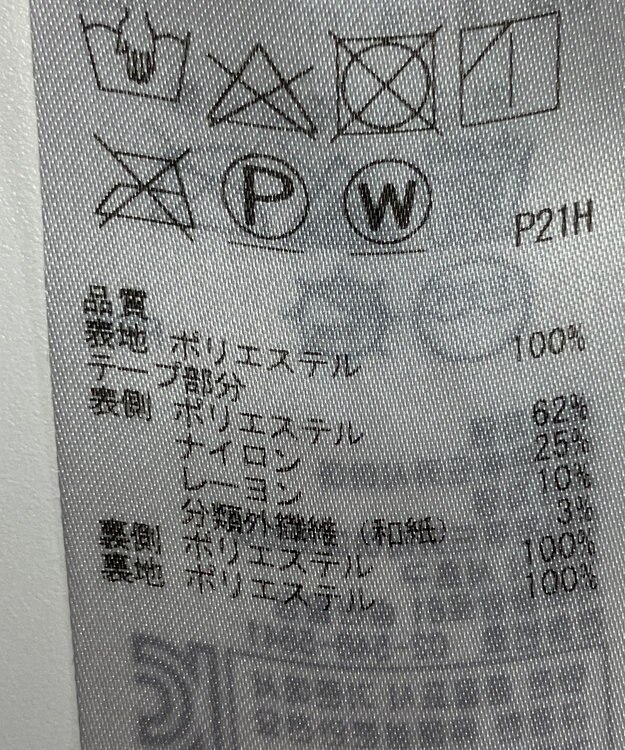 P W
P21H
品質
表地 ポリエステル 100%
テープ部分
表側 ポリエステル 62%
ナイロン 25%
レーヨン 10%
分類外繊維（和紙） 3%
裏側 ポリエステル 100%
裏地 ポリエステル 100%